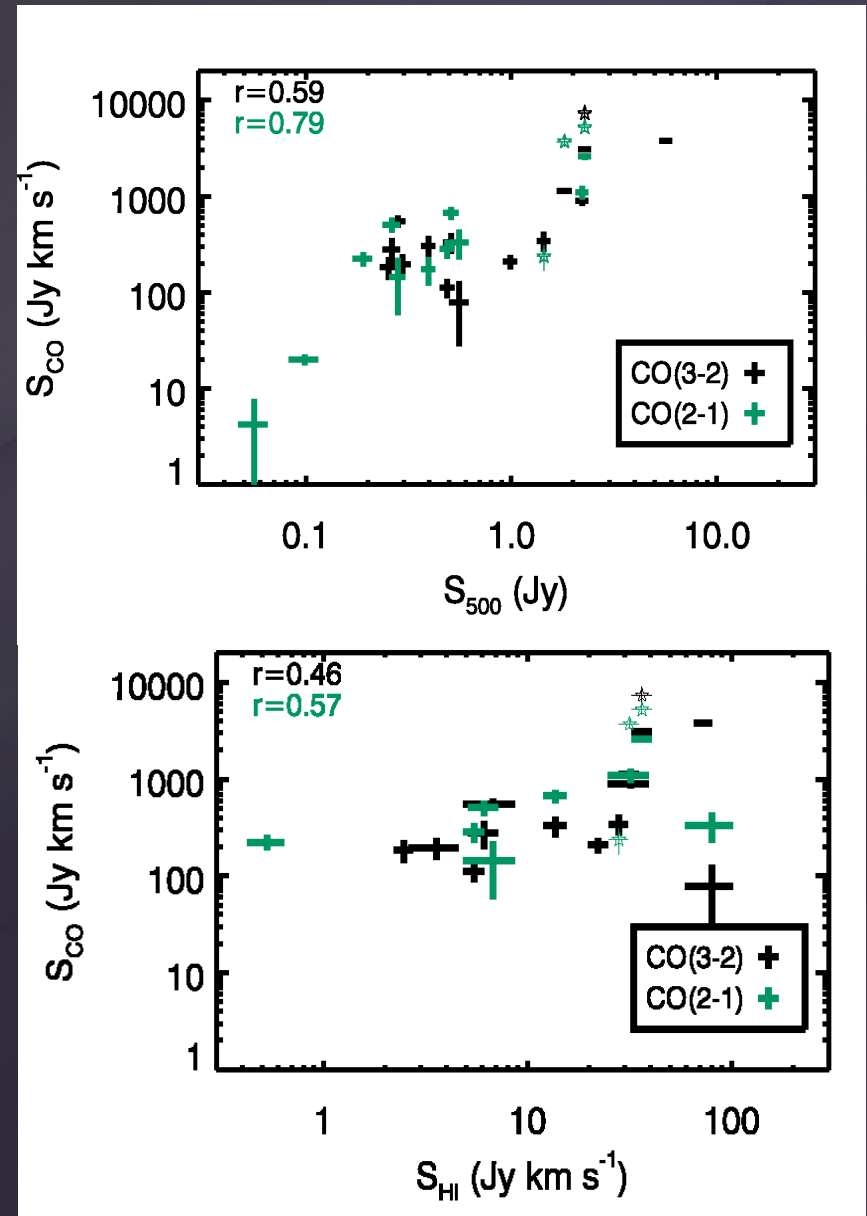 r=0.59
r=0.79
10000
1000
100
10
1
S_CO (Jy km s^-1)
CO(3-2)
CO(2-1)
0.1 1.0 10.0
S_500 (Jy)
r=0.46
r=0.57
10000
1000
100
10
1
S_CO (Jy km s^-1)
CO(3-2)
CO(2-1)
1 10 100
S_HI (Jy km s^-1)